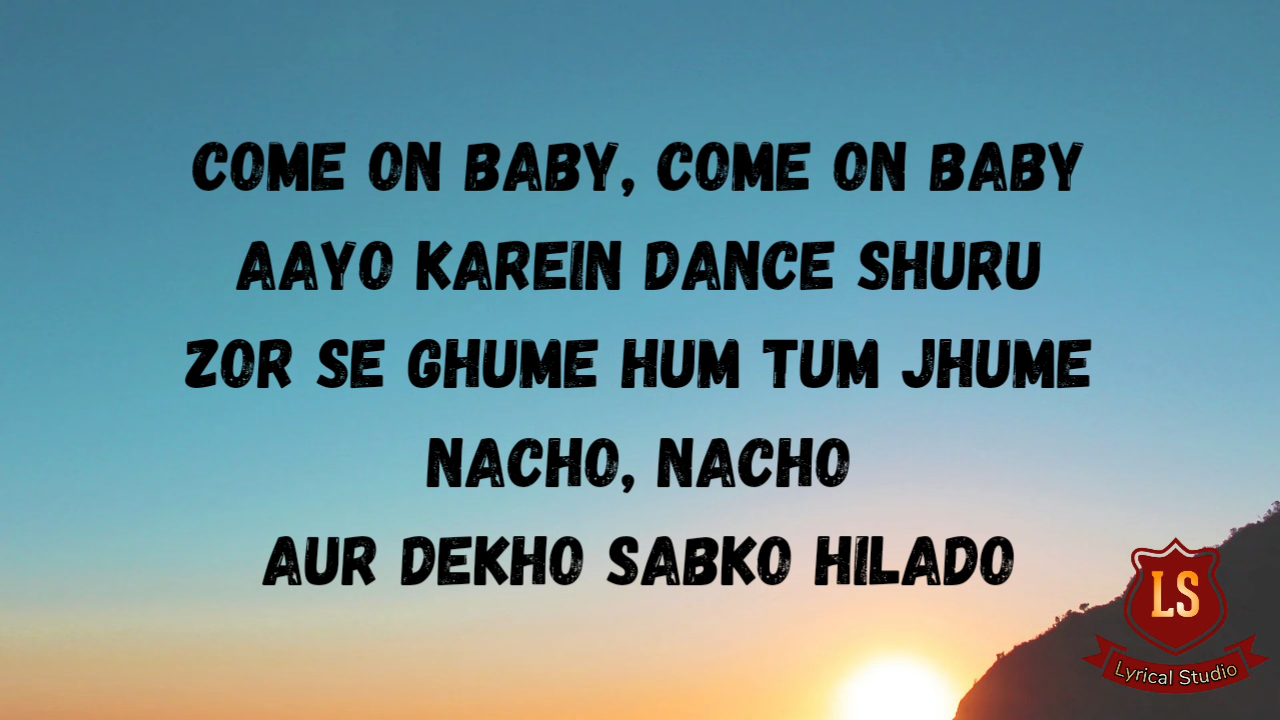 COME ON BABY, COME ON BABY
AAYO KAREIN DANCE SHURU
ZOR SE GHUME HUM TUM JHUME
NACHO, NACHO
AUR DEKHO SABKO HILADO
LS
Lyrical Studio